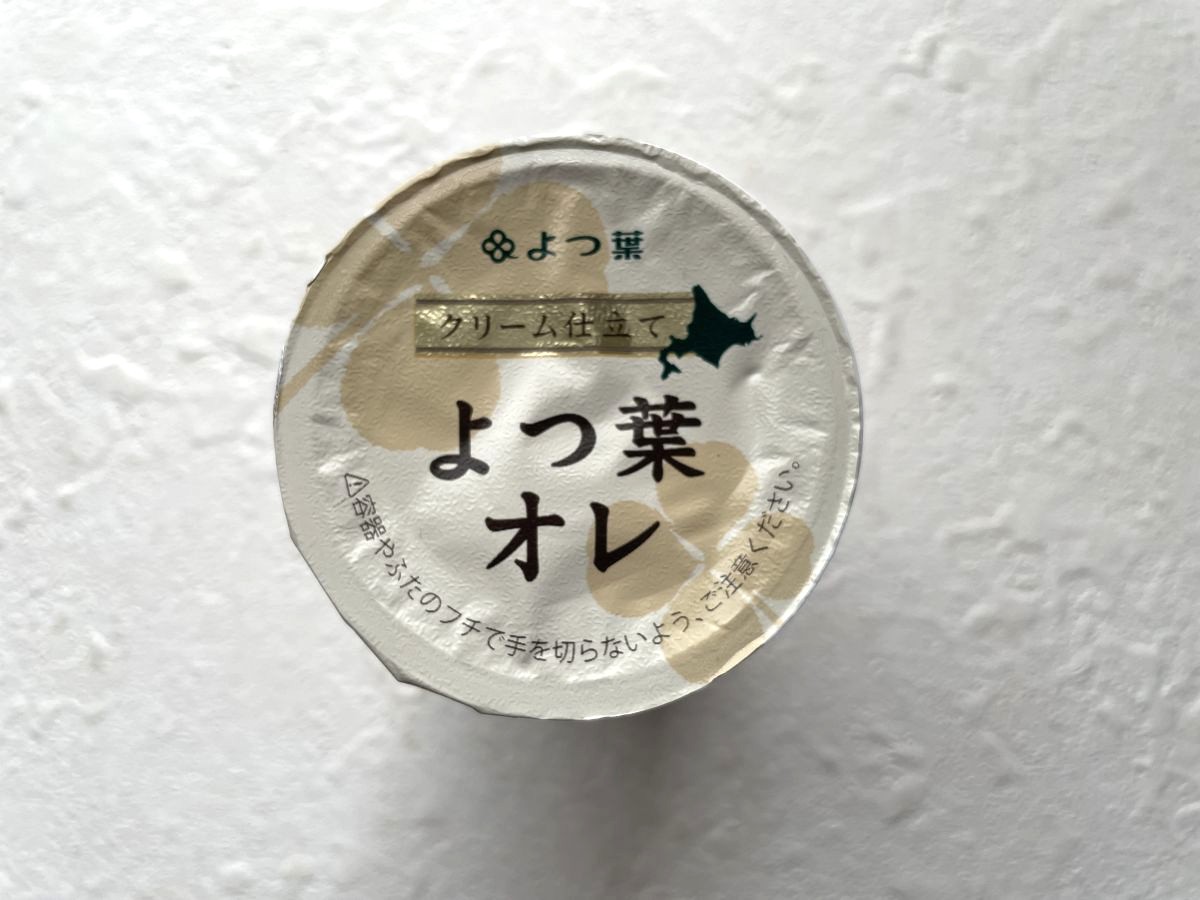 よつ葉
クリーム仕立て
よつ葉
オレ
⚠容器やふたのフチで手を切らないよう、ご注意ください。